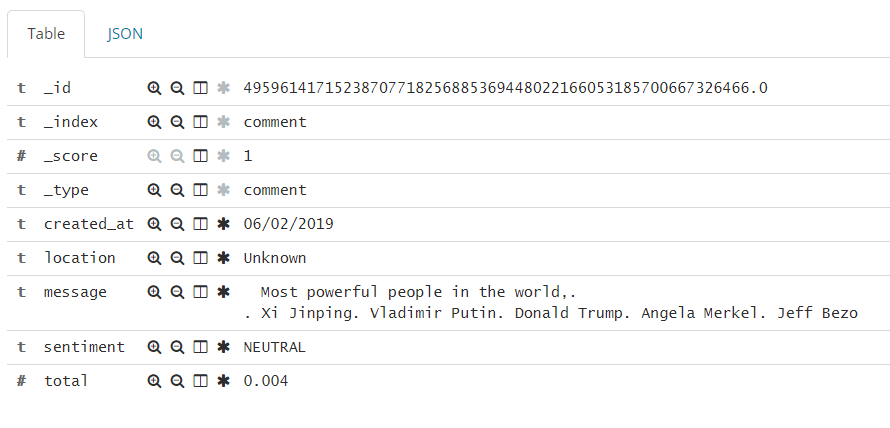 Table JSON
t _id 49596141715238707718256885369448022166053185700667326466.0
t _index comment
# _score 1
t _type comment
t created_at 06/02/2019
t location Unknown
t message Most powerful people in the world,.
. Xi Jinping. Vladimir Putin. Donald Trump. Angela Merkel. Jeff Bezo
t sentiment NEUTRAL
# total 0.004